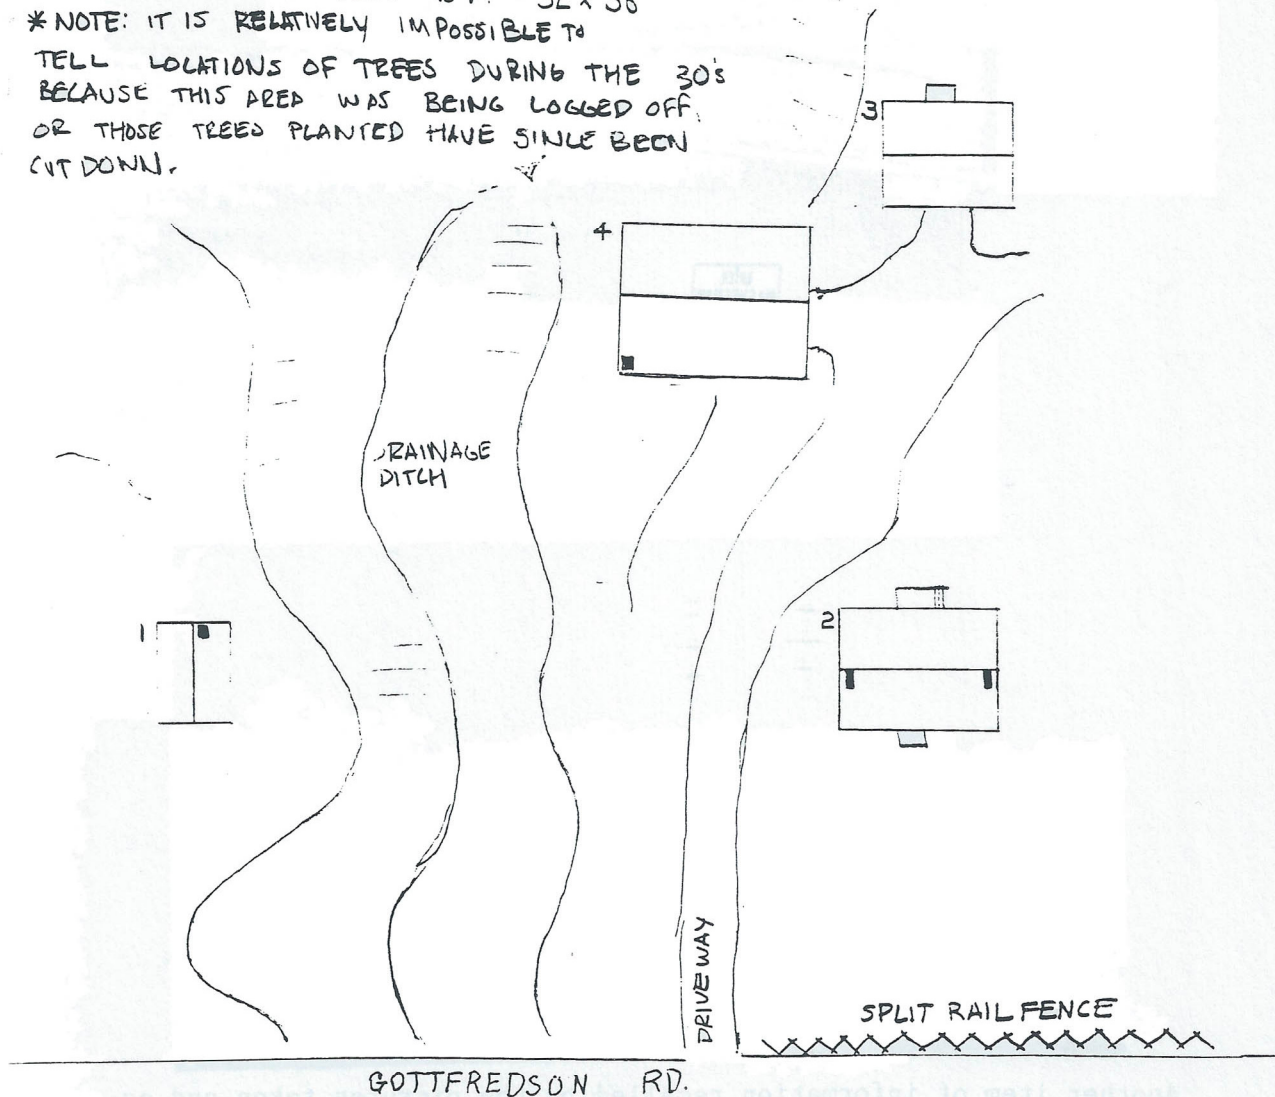 32 x 36
*NOTE: IT IS RELATIVELY IMPOSSIBLE TO
TELL LOCATIONS OF TREES DURING THE 30's
BECAUSE THIS AREA WAS BEING LOGGED OFF.
OR THOSE TREES PLANTED HAVE SINCE BEEN
CUT DOWN.
3
4
DRAINAGE
DITCH
1
2
DRIVEWAY
SPLIT RAIL FENCE
GOTTFREDSON RD.